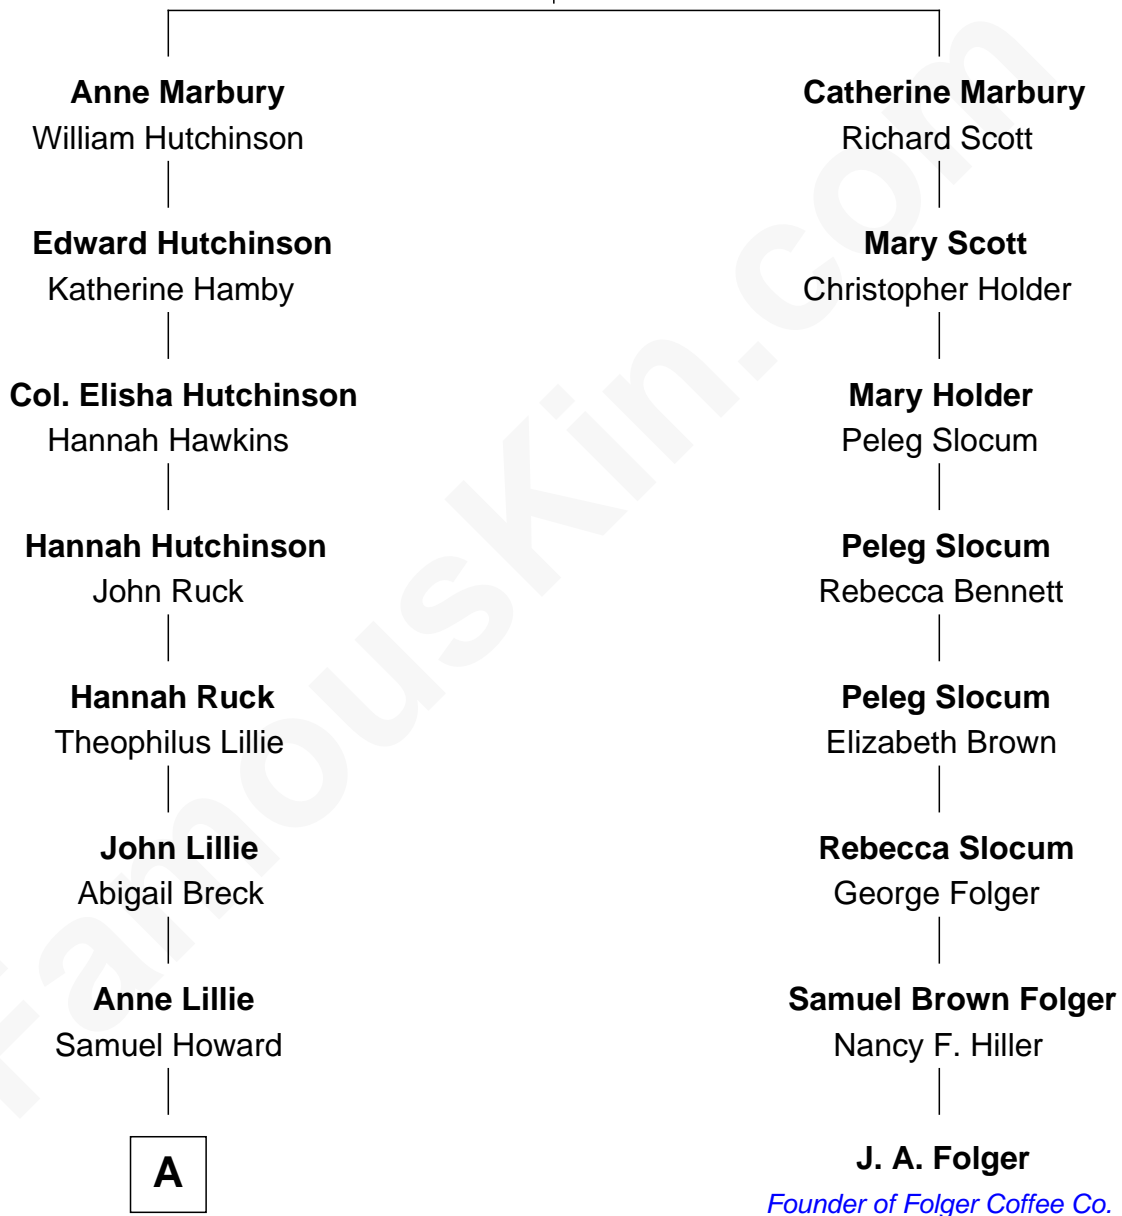 Anne Marbury
William Hutchinson
Catherine Marbury
Richard Scott
Edward Hutchinson
Katherine Hamby
Mary Scott
Christopher Holder
Col. Elisha Hutchinson
Hannah Hawkins
Mary Holder
Peleg Slocum
Hannah Hutchinson
John Ruck
Peleg Slocum
Rebecca Bennett
Hannah Ruck
Theophilus Lillie
Peleg Slocum
Elizabeth Brown
John Lillie
Abigail Breck
Rebecca Slocum
George Folger
Anne Lillie
Samuel Howard
Samuel Brown Folger
Nancy F. Hiller
A
J. A. Folger
Founder of Folger Coffee Co.
FamousKin.com